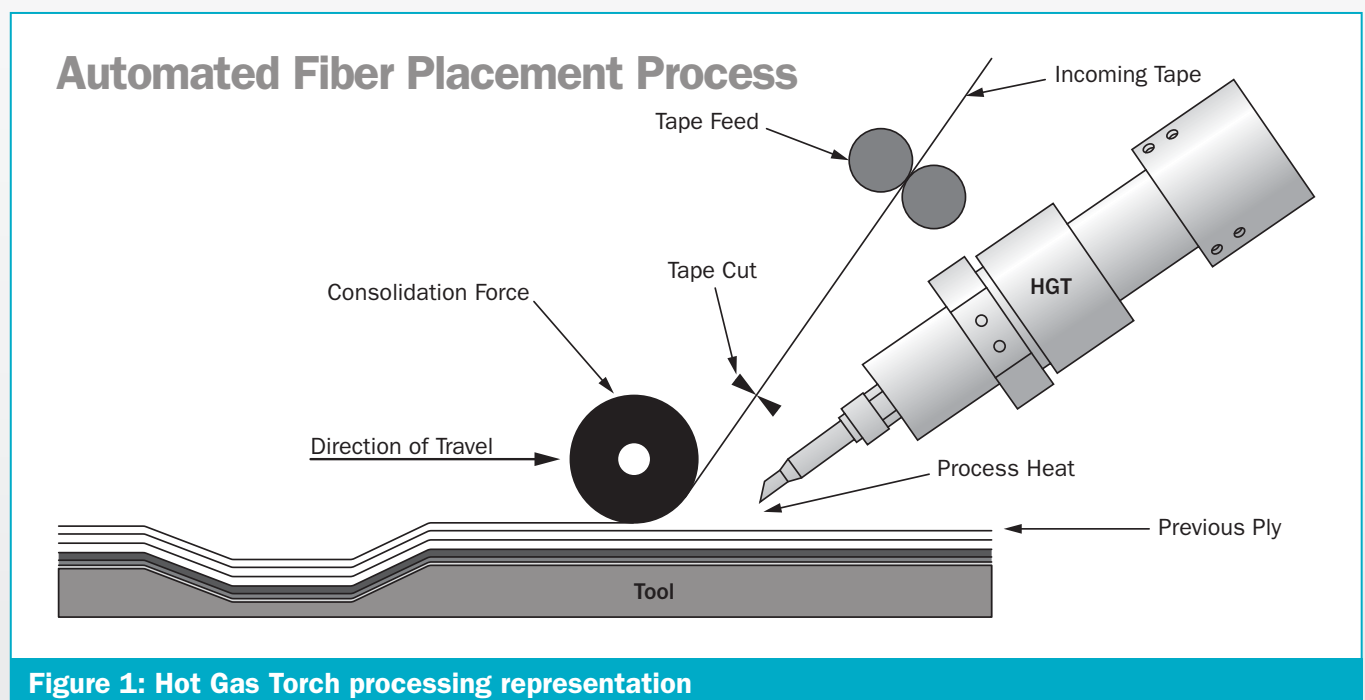 Automated Fiber Placement Process
Incoming Tape
Tape Feed
Tape Cut
HGT
Consolidation Force
Direction of Travel
Process Heat
Previous Ply
Tool
Figure 1: Hot Gas Torch processing representation